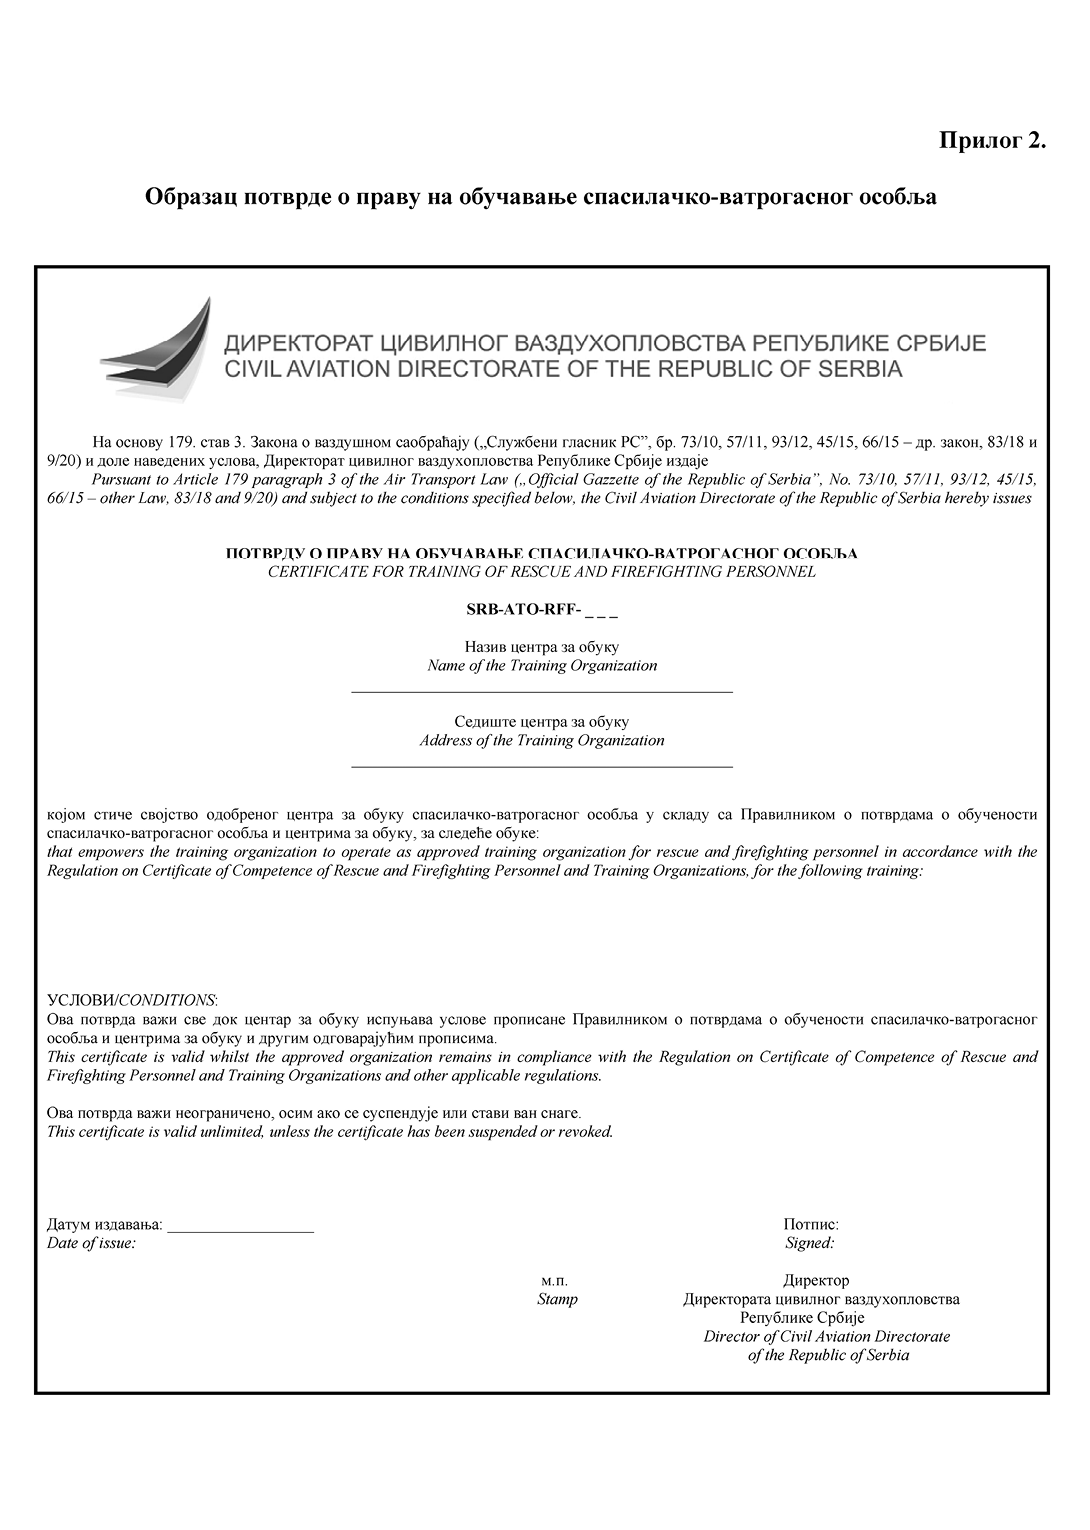 Прилог 2.
Образац потврде о праву на обучавање спасилачко-ватрогасног особља
ДИРЕКТОРАТ ЦИВИЛНОГ ВАЗДУХОПЛОВСТВА РЕПУБЛИКЕ СРБИЈЕ
CIVIL AVIATION DIRECTORATE OF THE REPUBLIC OF SERBIA
На основу 179. став 3. Закона о ваздушном саобраћају („Службени гласник РС”, бр. 73/10, 57/11, 93/12, 45/15, 66/15 – др. закон, 83/18 и
9/20) и доле наведених услова, Директорат цивилног ваздухопловства Републике Србије издаје
Pursuant to Article 179 paragraph 3 of the Air Transport Law („Official Gazzette of the Republic of Serbia”, No. 73/10, 57/11, 93/12, 45/15,
66/15 – other Law, 83/18 and 9/20) and subject to the conditions specified below, the Civil Aviation Directorate of the Republic of Serbia hereby issues
ПОТВРДУ О ПРАВУ НА ОБУЧАВАЊЕ СПАСИЛАЧКО-ВАТРОГАСНОГ ОСОБЉА
CERTIFICATE FOR TRAINING OF RESCUE AND FIREFIGHTING PERSONNEL
SRB-ATO-RFF- _ _ _
Назив центра за обуку
Name of the Training Organization
Седиште центра за обуку
Address of the Training Organization
којом стиче својство одобреног центра за обуку спасилачко-ватрогасног особља у складу са Правилником о потврдама о обучености
спасилачко-ватрогасног особља и центрима за обуку, за следеће обуке:
that empowers the training organization to operate as approved training organization for rescue and firefighting personnel in accordance with the
Regulation on Certificate of Competence of Rescue and Firefighting Personnel and Training Organizations, for the following training:
УСЛОВИ/CONDITIONS:
Ова потврда важи све док центар за обуку испуњава услове прописане Правилником о потврдама о обучености спасилачко-ватрогасног
особља и центрима за обуку и другим одговарајућим прописима.
This certificate is valid whilst the approved organization remains in compliance with the Regulation on Certificate of Competence of Rescue and
Firefighting Personnel and Training Organizations and other applicable regulations.
Ова потврда важи неограничено, осим ако се суспендује или стави ван снаге.
This certificate is valid unlimited, unless the certificate has been suspended or revoked.
Датум издавања: ___________________ Потпис:
Date of issue: Signed:
м.п. Директор
Stamp Директората цивилног ваздухопловства
Републике Србије
Director of Civil Aviation Directorate
of the Republic of Serbia